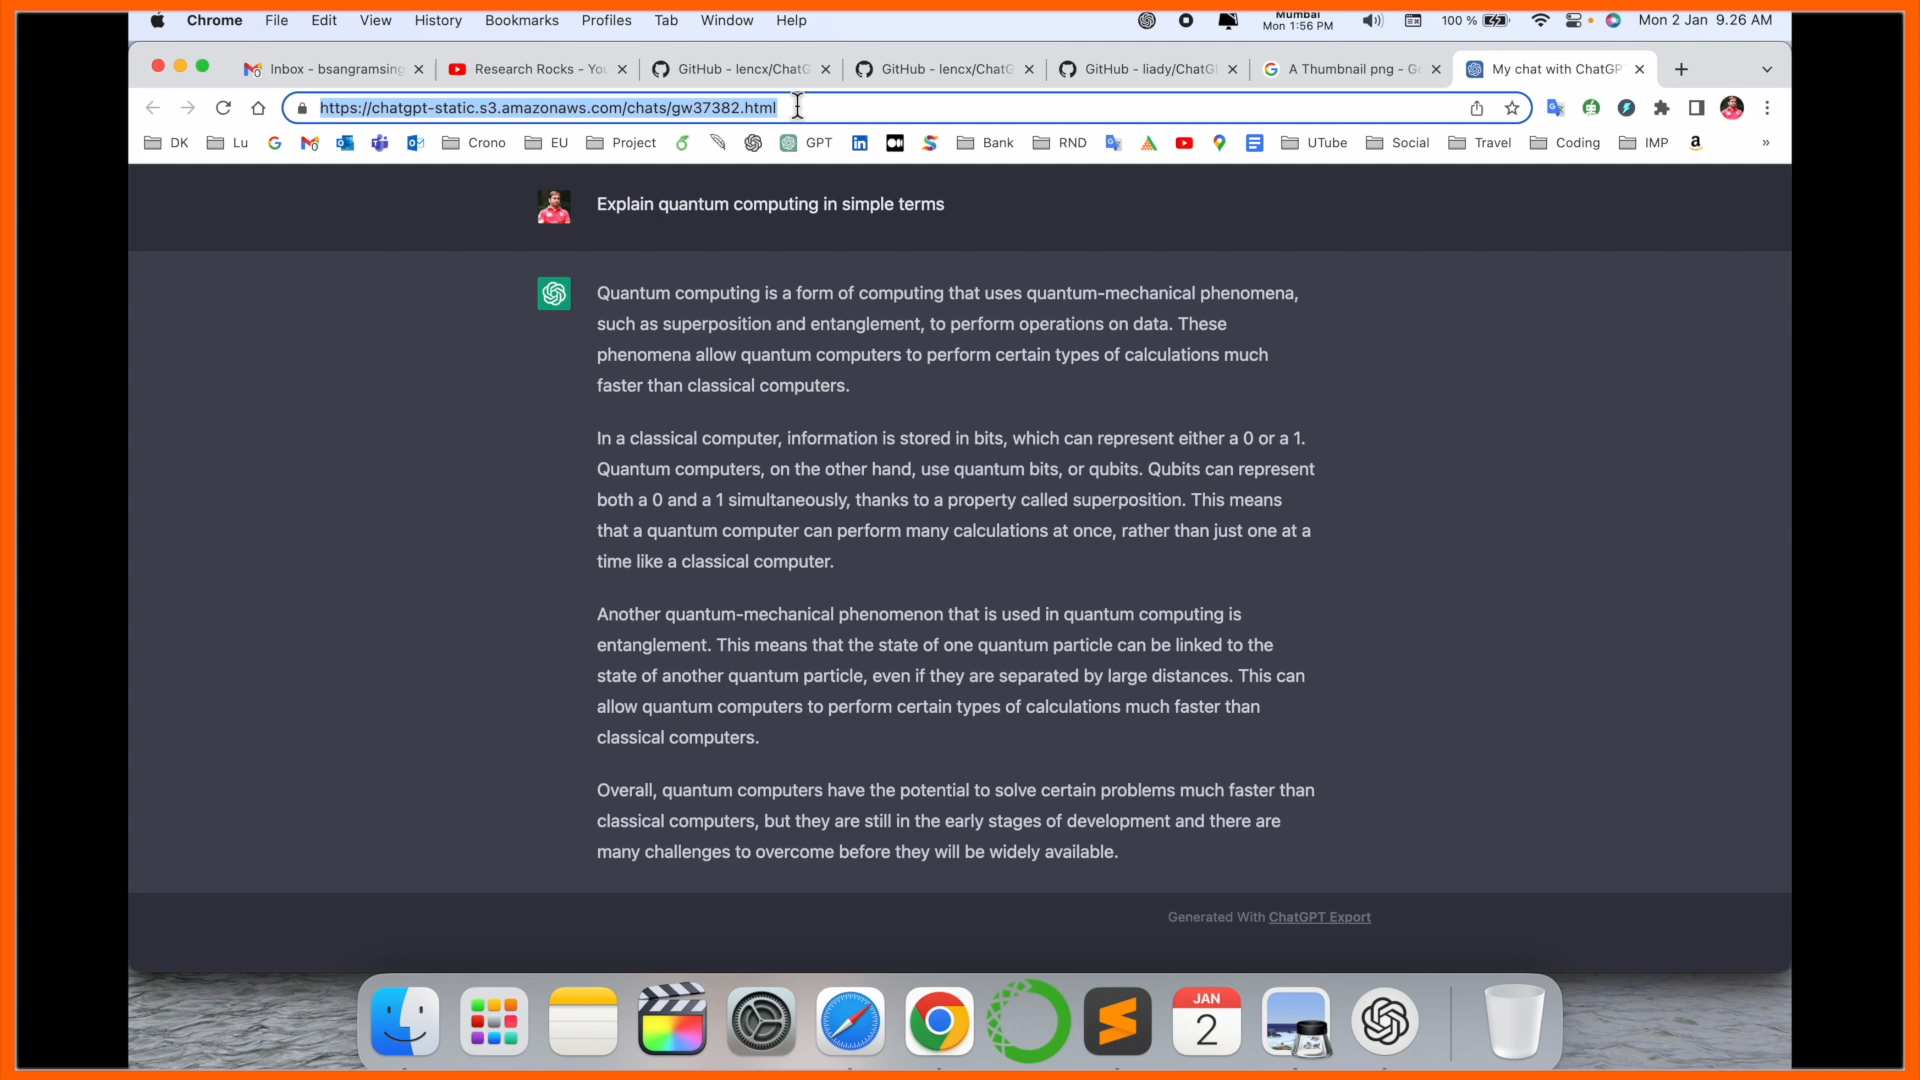 Chrome File Edit View History Bookmarks Profiles Tab Window Help
Mumbai
Mon 1:56 PM
100 %
Mon 2 Jan 9.26 AM
Inbox - bsangramsing
Research Rocks - You
GitHub - lencx/ChatG
GitHub - lencx/ChatG
GitHub - liady/ChatG
A Thumbnail png - Go
My chat with ChatGP
https://chatgpt-static.s3.amazonaws.com/chats/gw37382.html
DK Lu Crono EU Project GPT Bank RND UTube Social Travel Coding IMP »
Explain quantum computing in simple terms
Quantum computing is a form of computing that uses quantum-mechanical phenomena,
such as superposition and entanglement, to perform operations on data. These
phenomena allow quantum computers to perform certain types of calculations much
faster than classical computers.
In a classical computer, information is stored in bits, which can represent either a 0 or a 1.
Quantum computers, on the other hand, use quantum bits, or qubits. Qubits can represent
both a 0 and a 1 simultaneously, thanks to a property called superposition. This means
that a quantum computer can perform many calculations at once, rather than just one at a
time like a classical computer.
Another quantum-mechanical phenomenon that is used in quantum computing is
entanglement. This means that the state of one quantum particle can be linked to the
state of another quantum particle, even if they are separated by large distances. This can
allow quantum computers to perform certain types of calculations much faster than
classical computers.
Overall, quantum computers have the potential to solve certain problems much faster than
classical computers, but they are still in the early stages of development and there are
many challenges to overcome before they will be widely available.
Generated With ChatGPT Export
JAN
2